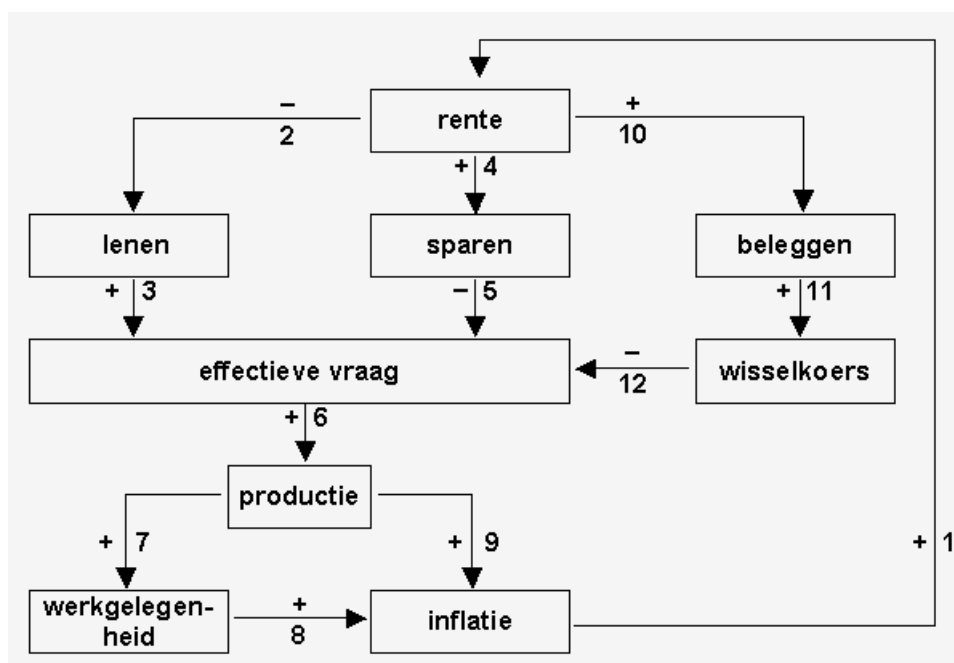 rente
– 2
+ 4
+ 10
lenen
sparen
beleggen
+ 3
– 5
+ 11
effectieve vraag
– 12
wisselkoers
+ 6
productie
+ 7
+ 9
+ 1
werkgelegen-
heid
+ 8
inflatie